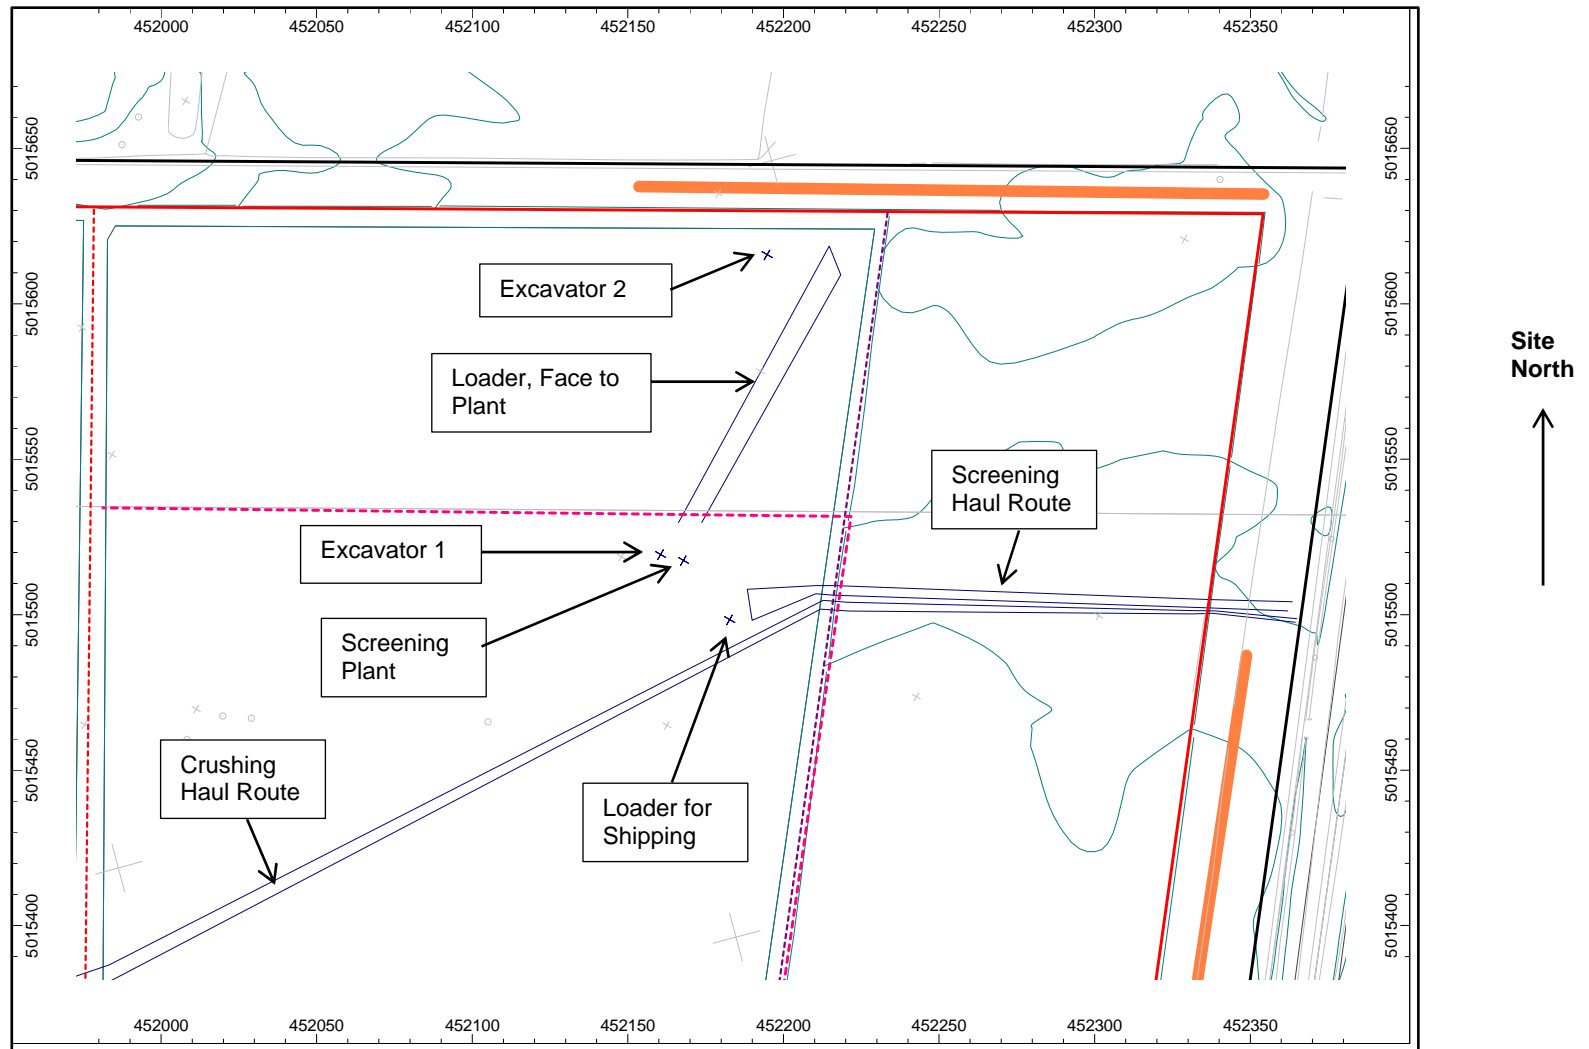 452000 452050 452100 452150 452200 452250 452300 452350
5015650
5015650
Excavator 2
5015600
5015600
Site
North
Loader, Face to
Plant
5015550
5015550
Screening
Haul Route
Excavator 1
5015500
5015500
Screening
Plant
Crushing
Haul Route
5015450
5015450
Loader for
Shipping
5015400
5015400
452000 452050 452100 452150 452200 452250 452300 452350